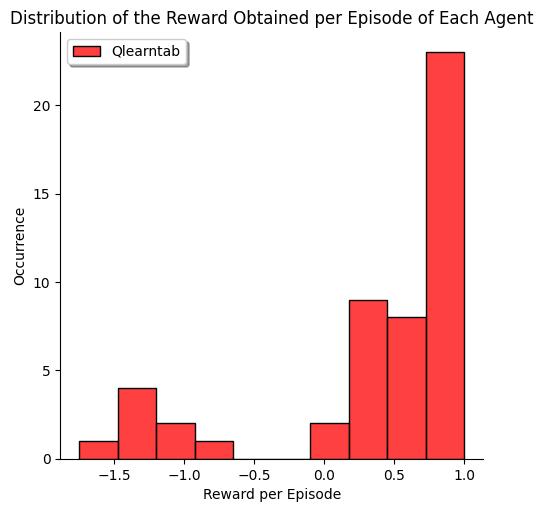 Distribution of the Reward Obtained per Episode of Each Agent
Qlearntab
20
15
10
5
0
Occurrence
−1.5 −1.0 −0.5 0.0 0.5 1.0
Reward per Episode